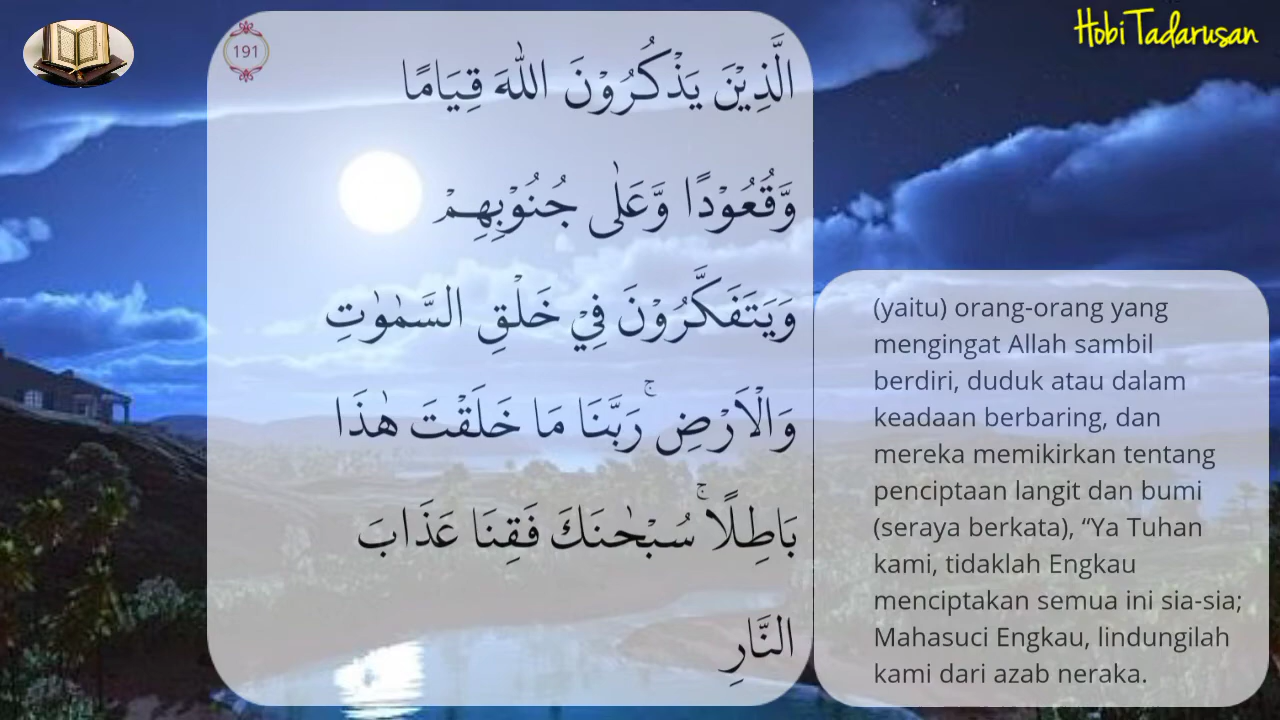 Hobi Tadarusan
191
الَّذِيْنَ يَذْكُرُوْنَ اللّٰهَ قِيَامًا
وَّقُعُوْدًا وَّعَلٰى جُنُوْبِهِمْ
وَيَتَفَكَّرُوْنَ فِيْ خَلْقِ السَّمٰوٰتِ
وَالْاَرْضِۚ رَبَّنَا مَا خَلَقْتَ هٰذَا
بَاطِلًاۚ سُبْحٰنَكَ فَقِنَا عَذَابَ
النَّارِ
(yaitu) orang-orang yang
mengingat Allah sambil
berdiri, duduk atau dalam
keadaan berbaring, dan
mereka memikirkan tentang
penciptaan langit dan bumi
(seraya berkata), “Ya Tuhan
kami, tidaklah Engkau
menciptakan semua ini sia-sia;
Mahasuci Engkau, lindungilah
kami dari azab neraka.